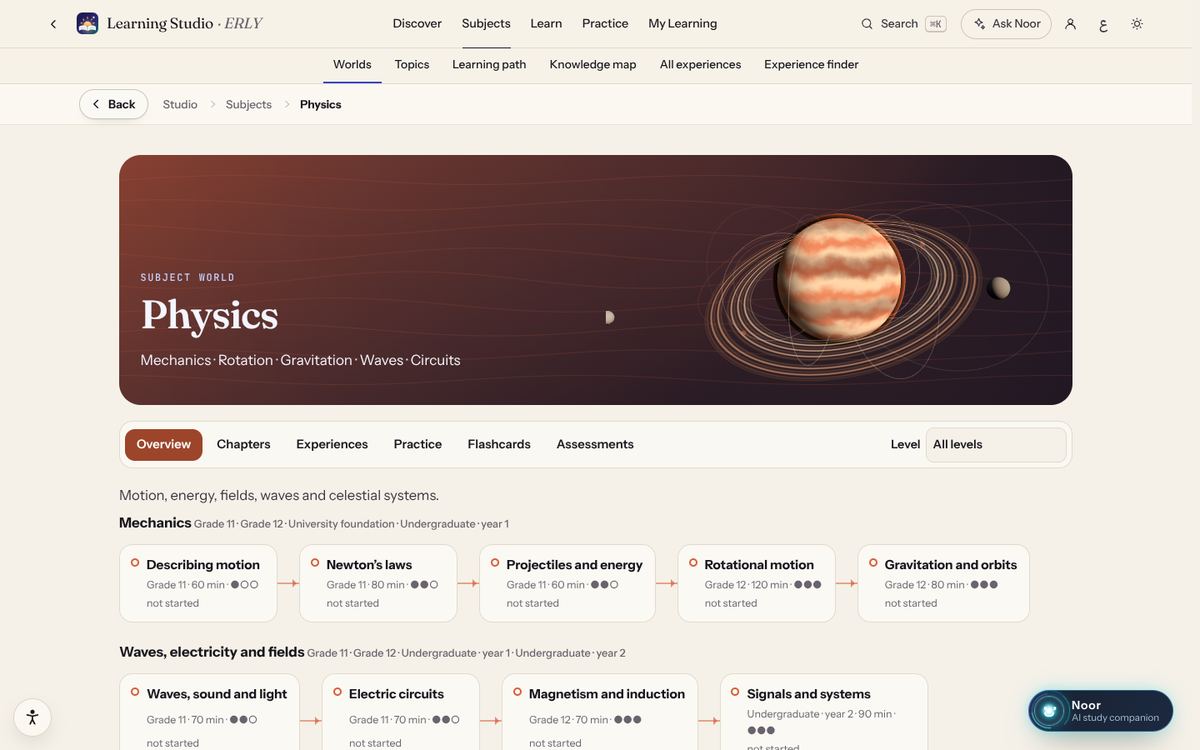 Learning Studio · ERLY
Discover
Subjects
Learn
Practice
My Learning
Search ⌘K
Ask Noor
ع
Worlds
Topics
Learning path
Knowledge map
All experiences
Experience finder
Back
Studio
Subjects
Physics
SUBJECT WORLD
Physics
Mechanics · Rotation · Gravitation · Waves · Circuits
Overview
Chapters
Experiences
Practice
Flashcards
Assessments
Level
All levels
Motion, energy, fields, waves and celestial systems.
Mechanics Grade 11 · Grade 12 · University foundation · Undergraduate · year 1
Describing motion
Grade 11 · 60 min · ●○○
not started
Newton’s laws
Grade 11 · 80 min · ●●○
not started
Projectiles and energy
Grade 11 · 60 min · ●●○
not started
Rotational motion
Grade 12 · 120 min · ●●●
not started
Gravitation and orbits
Grade 12 · 80 min · ●●●
not started
Waves, electricity and fields Grade 11 · Grade 12 · Undergraduate · year 1 · Undergraduate · year 2
Waves, sound and light
Grade 11 · 70 min · ●●○
not started
Electric circuits
Grade 11 · 70 min · ●●○
not started
Magnetism and induction
Grade 12 · 70 min · ●●●
not started
Signals and systems
Undergraduate · year 2 · 90 min ·
●●●
not started
Noor
AI study companion